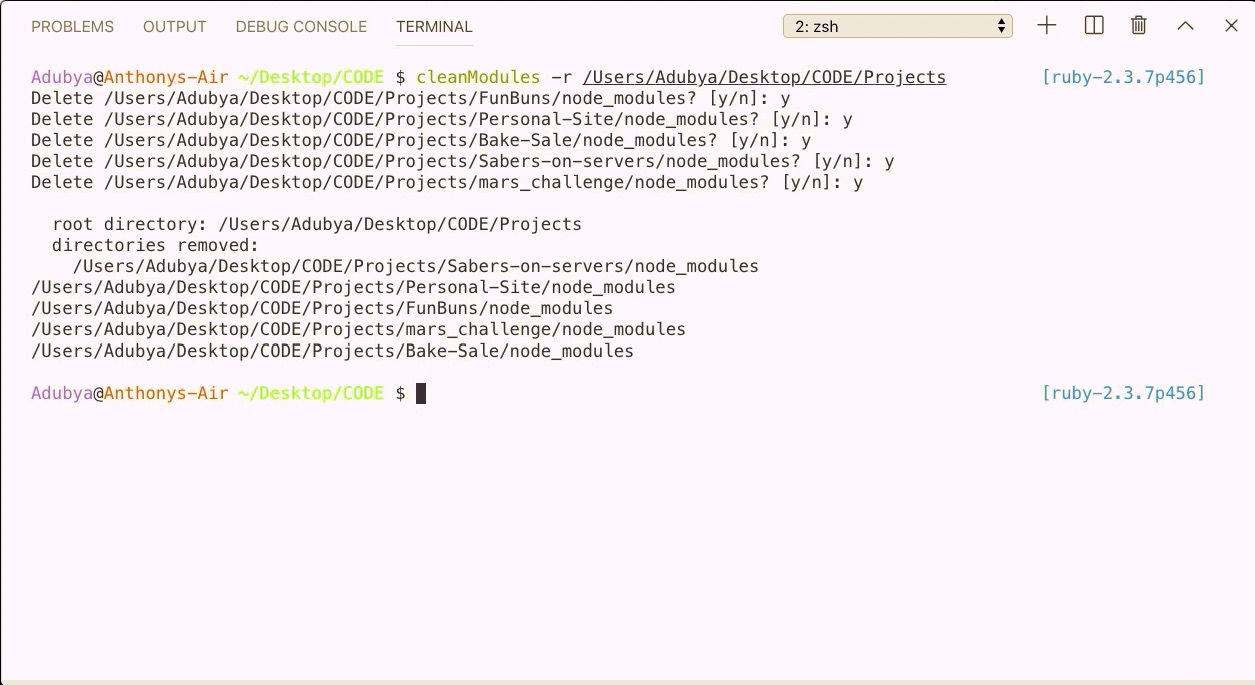 PROBLEMS OUTPUT DEBUG CONSOLE TERMINAL 2: zsh
Adubya@Anthonys-Air ~/Desktop/CODE $ cleanModules -r /Users/Adubya/Desktop/CODE/Projects [ruby-2.3.7p456]
Delete /Users/Adubya/Desktop/CODE/Projects/FunBuns/node_modules? [y/n]: y
Delete /Users/Adubya/Desktop/CODE/Projects/Personal-Site/node_modules? [y/n]: y
Delete /Users/Adubya/Desktop/CODE/Projects/Bake-Sale/node_modules? [y/n]: y
Delete /Users/Adubya/Desktop/CODE/Projects/Sabers-on-servers/node_modules? [y/n]: y
Delete /Users/Adubya/Desktop/CODE/Projects/mars_challenge/node_modules? [y/n]: y
root directory: /Users/Adubya/Desktop/CODE/Projects
directories removed:
/Users/Adubya/Desktop/CODE/Projects/Sabers-on-servers/node_modules
/Users/Adubya/Desktop/CODE/Projects/Personal-Site/node_modules
/Users/Adubya/Desktop/CODE/Projects/FunBuns/node_modules
/Users/Adubya/Desktop/CODE/Projects/mars_challenge/node_modules
/Users/Adubya/Desktop/CODE/Projects/Bake-Sale/node_modules
Adubya@Anthonys-Air ~/Desktop/CODE $ [ruby-2.3.7p456]